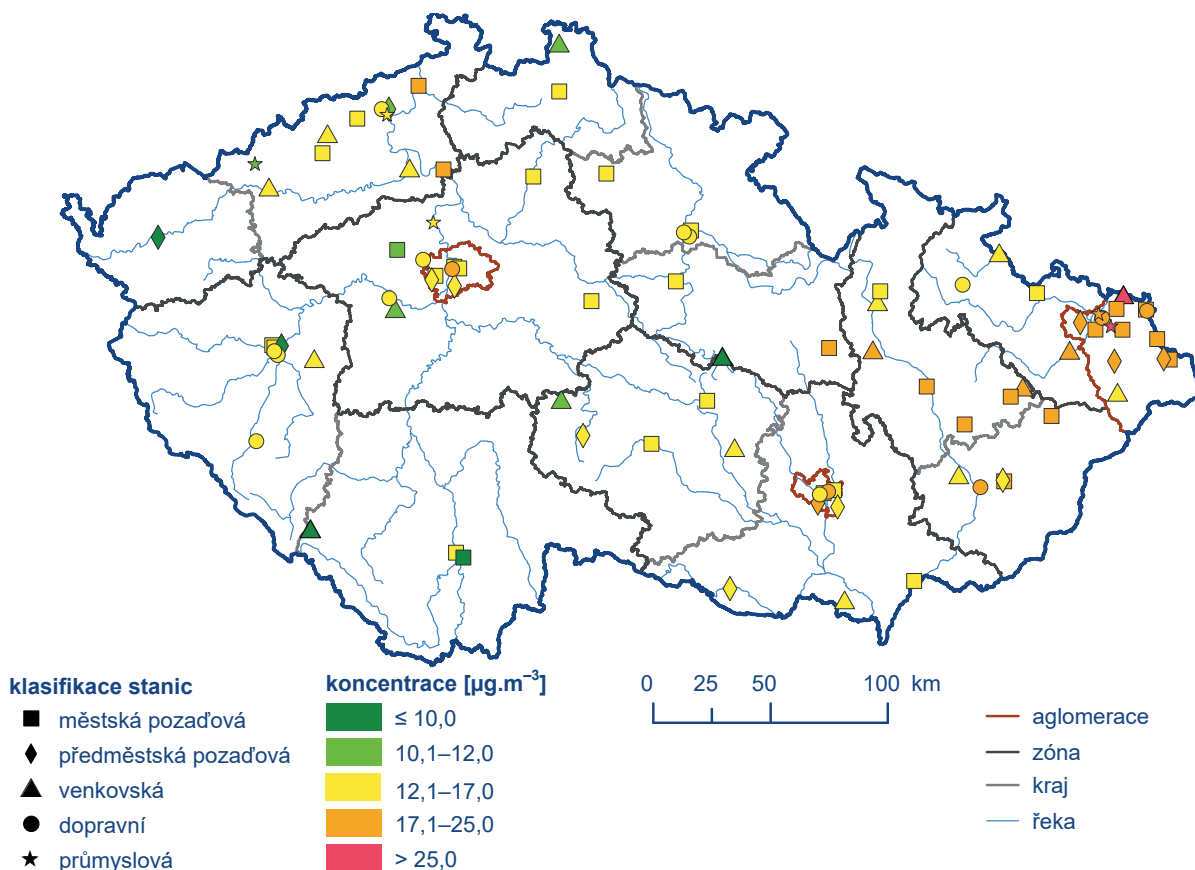 klasifikace stanic
městská pozaďová
předměstská pozaďová
venkovská
dopravní
průmyslová
koncentrace [µg.m⁻³]
≤ 10,0
10,1–12,0
12,1–17,0
17,1–25,0
> 25,0
0 25 50 100 km
aglomerace
zóna
kraj
řeka